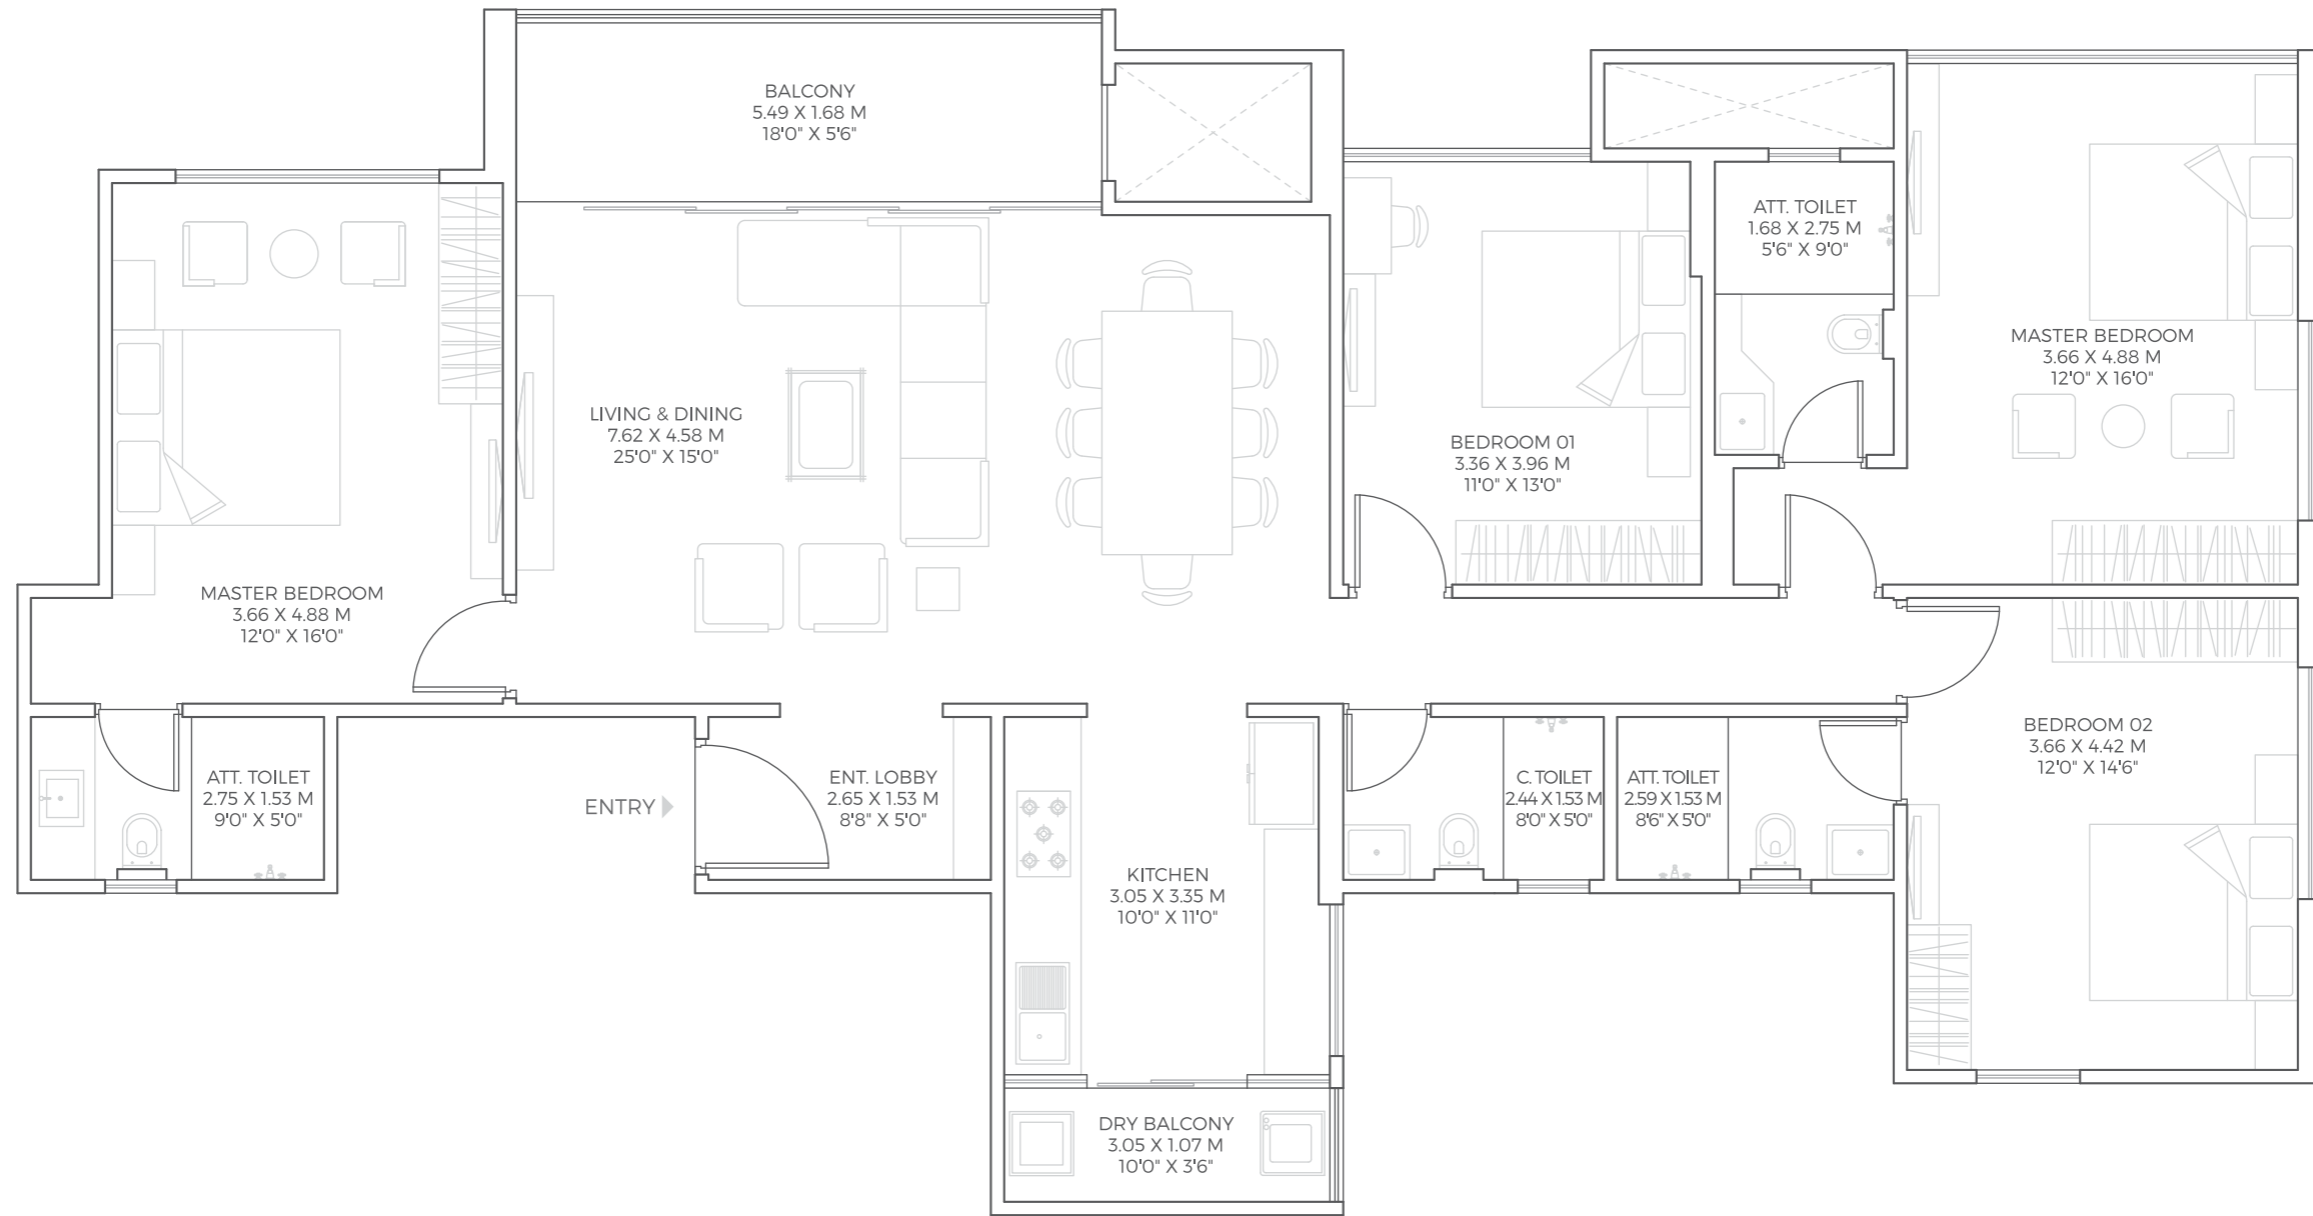 BALCONY
5.49 X 1.68 M
18'0" X 5'6"
ATT. TOILET
1.68 X 2.75 M
5'6" X 9'0"
MASTER BEDROOM
3.66 X 4.88 M
12'0" X 16'0"
LIVING & DINING
7.62 X 4.58 M
25'0" X 15'0"
BEDROOM 01
3.36 X 3.96 M
11'0" X 13'0"
MASTER BEDROOM
3.66 X 4.88 M
12'0" X 16'0"
BEDROOM 02
3.66 X 4.42 M
12'0" X 14'6"
ATT. TOILET
2.75 X 1.53 M
9'0" X 5'0"
ENTRY
ENT. LOBBY
2.65 X 1.53 M
8'8" X 5'0"
C. TOILET
2.44 X 1.53 M
8'0" X 5'0"
ATT. TOILET
2.59 X 1.53 M
8'6" X 5'0"
KITCHEN
3.05 X 3.35 M
10'0" X 11'0"
DRY BALCONY
3.05 X 1.07 M
10'0" X 3'6"